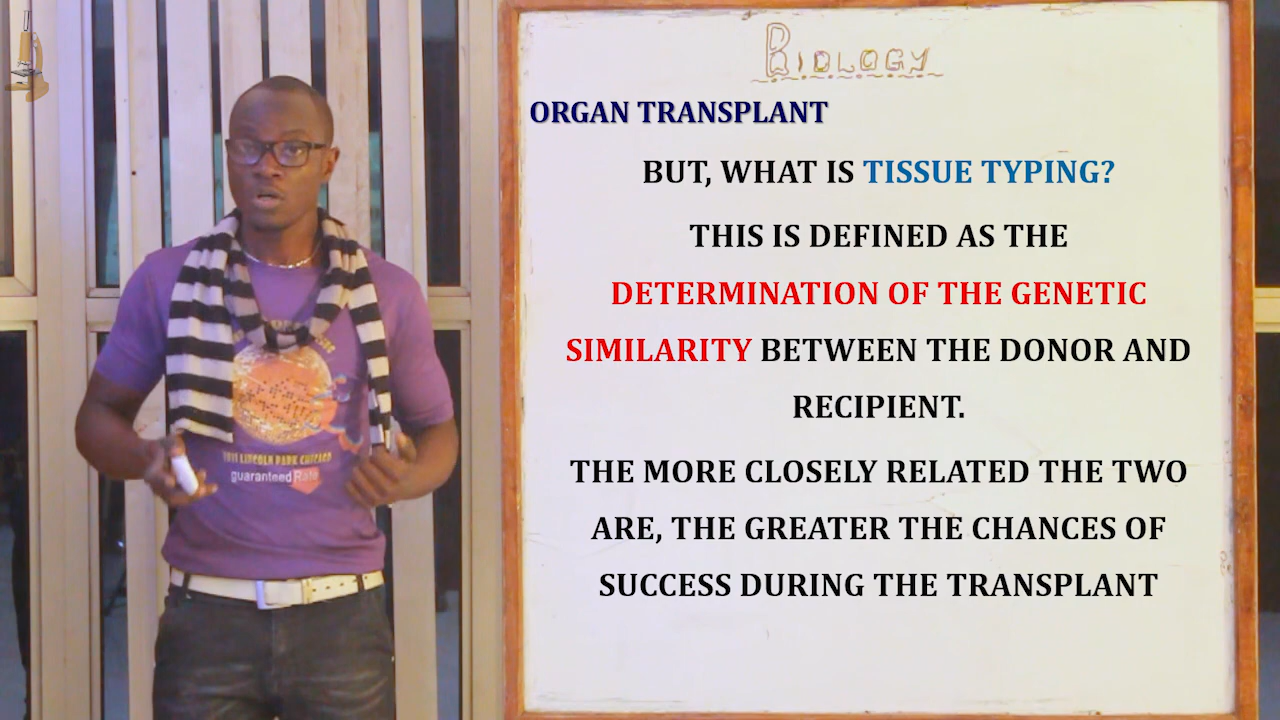 BIOLOGY
ORGAN TRANSPLANT
BUT, WHAT IS TISSUE TYPING?
THIS IS DEFINED AS THE
DETERMINATION OF THE GENETIC
SIMILARITY BETWEEN THE DONOR AND
RECIPIENT.
THE MORE CLOSELY RELATED THE TWO
ARE, THE GREATER THE CHANCES OF
SUCCESS DURING THE TRANSPLANT
LINCOLN PARK CHICAGO
guaranteed Rate